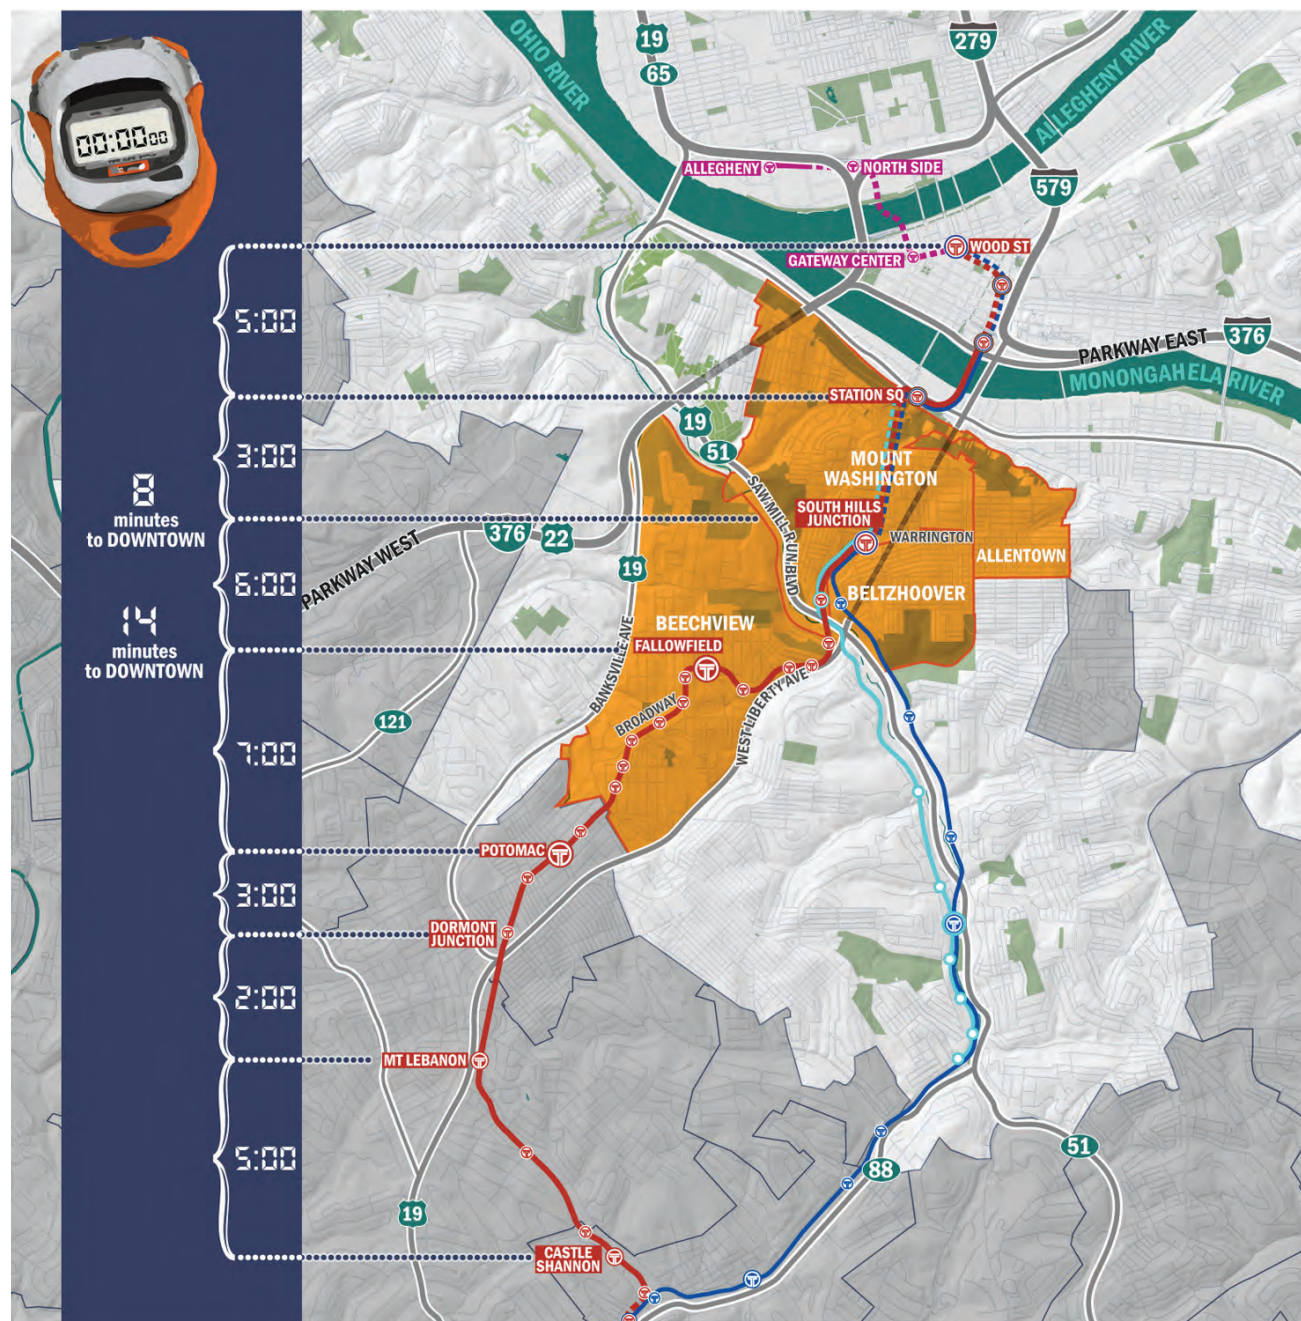 00:00 00
OHIO RIVER
19
65
279
ALLEGHENY RIVER
ALLEGHENY
NORTH SIDE
579
WOOD ST
GATEWAY CENTER
5:00
PARKWAY EAST
376
MONONGAHELA RIVER
STATION SQ
19
51
3:00
MOUNT
WASHINGTON
8
minutes
to DOWNTOWN
SAW MILL RUN BLVD
SOUTH HILLS
JUNCTION
WARRINGTON
PARKWAY WEST
376
22
19
ALLENTOWN
6:00
BELTZHOOVER
14
minutes
to DOWNTOWN
BEECHVIEW
FALLOWFIELD
BANKSVILLE AVE
BROADWAY
WEST LIBERTY AVE
121
7:00
POTOMAC
3:00
DORMONT
JUNCTION
2:00
MT LEBANON
5:00
51
88
19
CASTLE
SHANNON